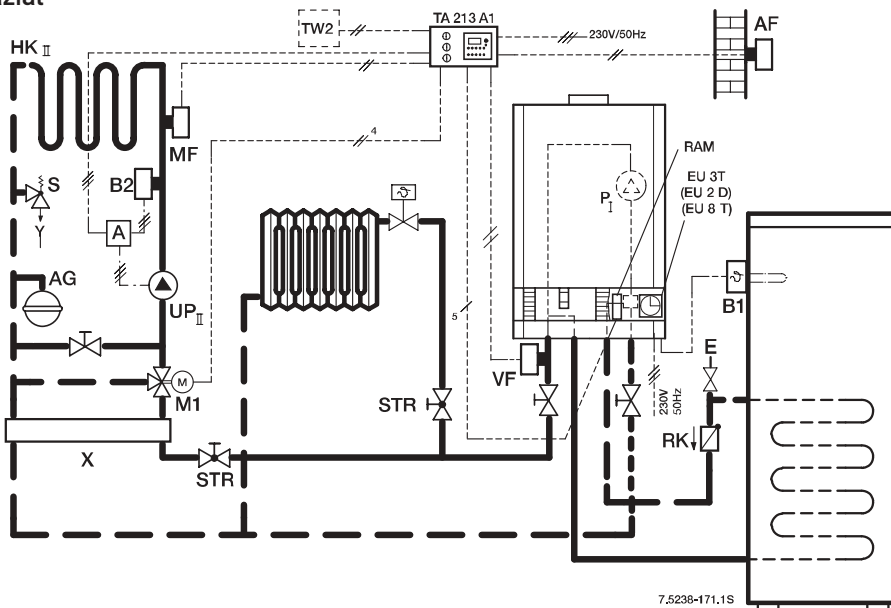 TA 213 A1
TW2
230V/50Hz
AF
HK II
MF
4
RAM
EU 3T
(EU 2 D)
(EU 8 T)
P I
S
B2
Y
A
AG
UP II
5
B1
VF
E
M1
STR
230V
50Hz
RK
X
STR
M
7.5238-171.1S